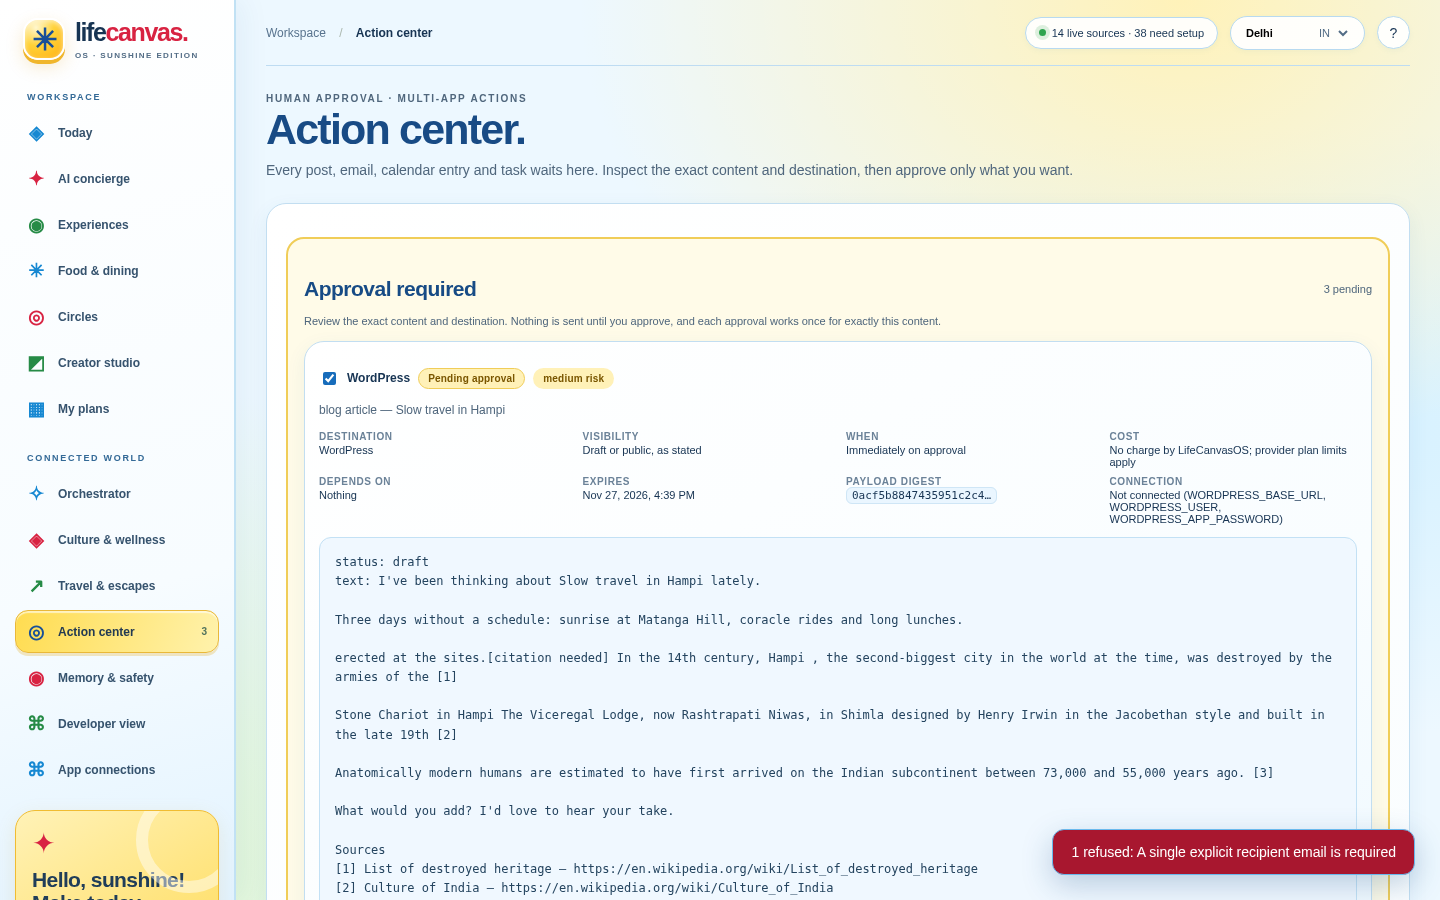 lifecanvas.
OS · SUNSHINE EDITION
WORKSPACE
Today
AI concierge
Experiences
Food & dining
Circles
Creator studio
My plans
CONNECTED WORLD
Orchestrator
Culture & wellness
Travel & escapes
Action center 3
Memory & safety
Developer view
App connections
Hello, sunshine!
Workspace / Action center
14 live sources · 38 need setup
Delhi IN
?
HUMAN APPROVAL · MULTI-APP ACTIONS
Action center.
Every post, email, calendar entry and task waits here. Inspect the exact content and destination, then approve only what you want.
Approval required
3 pending
Review the exact content and destination. Nothing is sent until you approve, and each approval works once for exactly this content.
WordPress Pending approval medium risk
blog article — Slow travel in Hampi
DESTINATION
WordPress
VISIBILITY
Draft or public, as stated
WHEN
Immediately on approval
COST
No charge by LifeCanvasOS; provider plan limits
apply
DEPENDS ON
Nothing
EXPIRES
Nov 27, 2026, 4:39 PM
PAYLOAD DIGEST
0acf5b8847435951c2c4…
CONNECTION
Not connected (WORDPRESS_BASE_URL,
WORDPRESS_USER,
WORDPRESS_APP_PASSWORD)
status: draft
text: I've been thinking about Slow travel in Hampi lately.
Three days without a schedule: sunrise at Matanga Hill, coracle rides and long lunches.
erected at the sites.[citation needed] In the 14th century, Hampi , the second-biggest city in the world at the time, was destroyed by the
armies of the [1]
Stone Chariot in Hampi The Viceregal Lodge, now Rashtrapati Niwas, in Shimla designed by Henry Irwin in the Jacobethan style and built in
the late 19th [2]
Anatomically modern humans are estimated to have first arrived on the Indian subcontinent between 73,000 and 55,000 years ago. [3]
What would you add? I'd love to hear your take.
Sources
[1] List of destroyed heritage — https://en.wikipedia.org/wiki/List_of_destroyed_heritage
[2] Culture of India — https://en.wikipedia.org/wiki/Culture_of_India
1 refused: A single explicit recipient email is required